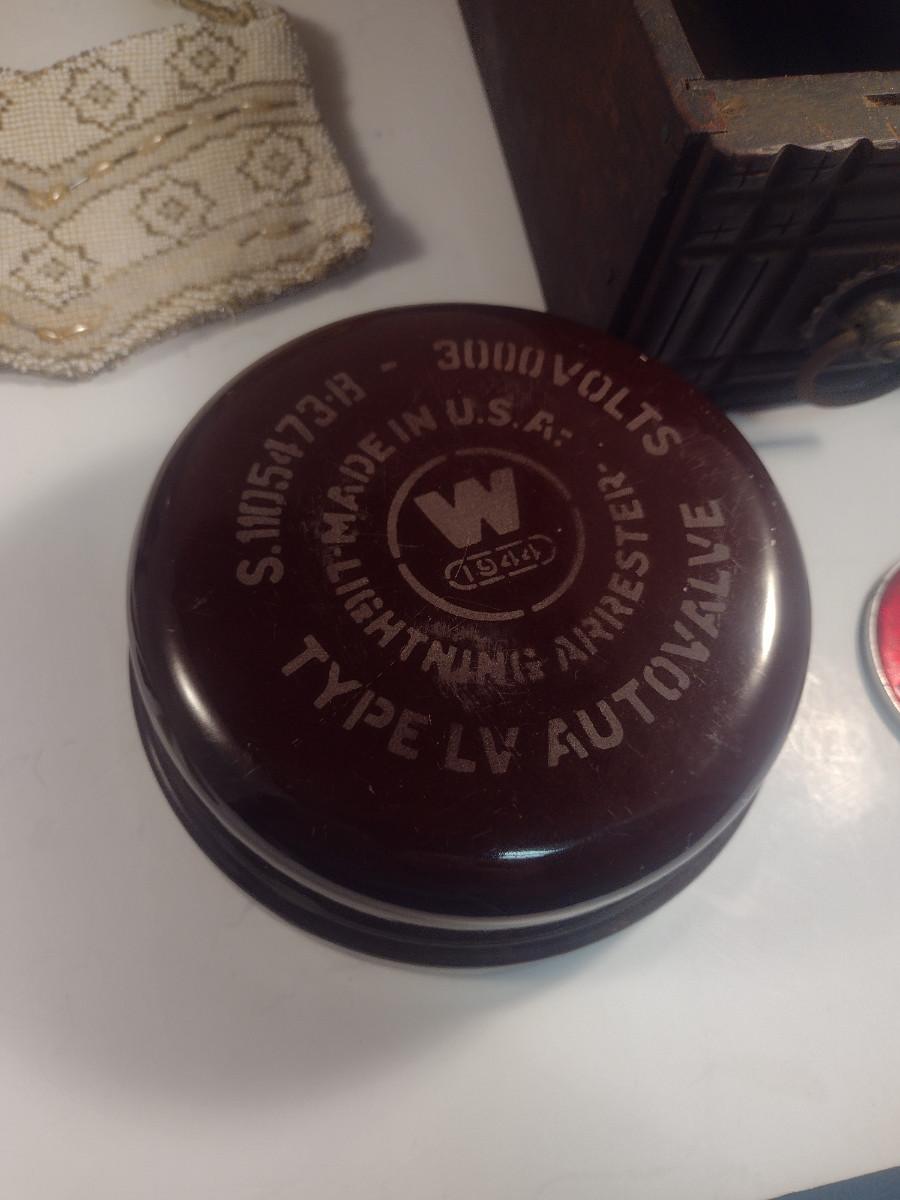 S.1105473-B - 3000 VOLTS
TYPE LV AUTOVALVE
-MADE IN U.S.A.-
LIGHTNING ARRESTER
W
1944